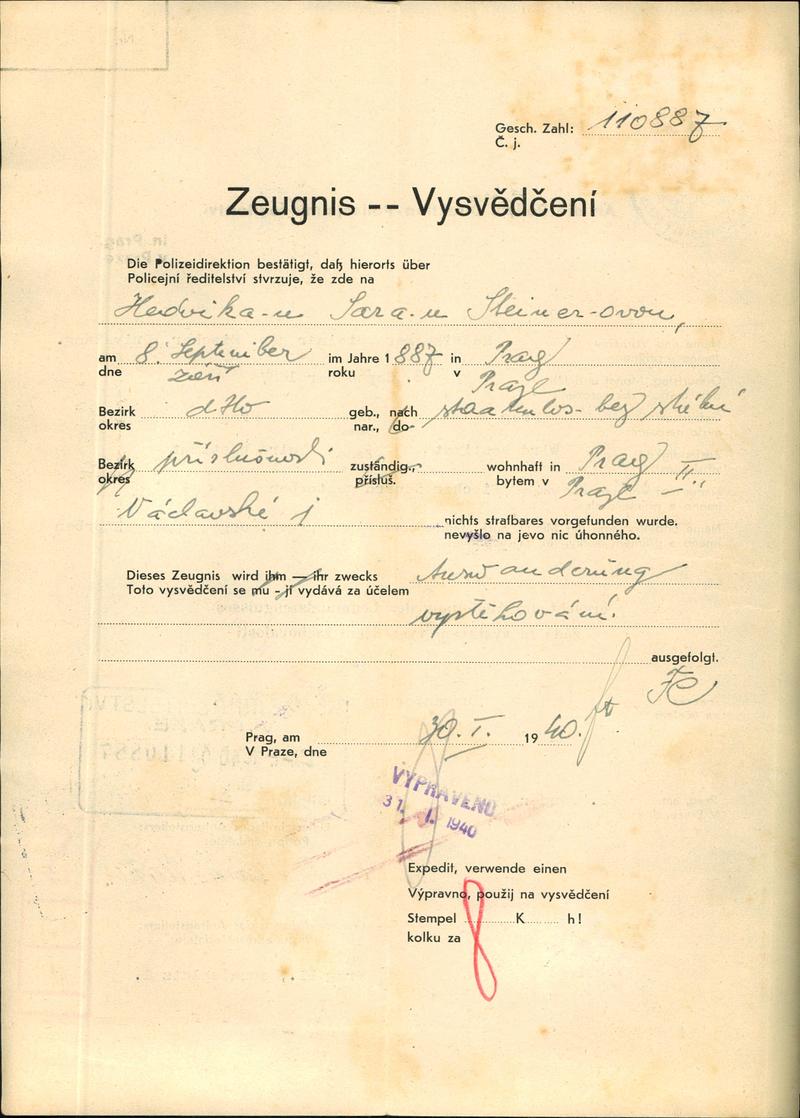 Gesch. Zahl: 110887
Č. j.
Zeugnis -- Vysvědčení
Die Polizeidirektion bestätigt, daß hierorts über
Policejní ředitelství stvrzuje, že zde na
Hedvika-u Sara-u Steiner-ovou,
am 8. September im Jahre 1887 in Prag
dne září roku v Praze
Bezirk dtto geb., nach staatenlos - bez státní
okres nar., do
Bezirk příslušnosti zuständig., wohnhaft in Prag II.
okres přísluš. bytem v Praze
Václavské 1 nichts strafbares vorgefunden wurde.
nevyšlo na jevo nic úhonného.
Dieses Zeugnis wird ihm — ihr zwecks Auswanderung
Toto vysvědčení se mu - jí vydává za účelem
vystěhování.
ausgefolgt.
Prag, am 30. I. 1940.
V Praze, dne
VYPRAVENO
31. I. 1940
Expedit, verwende einen
Výpravno, použij na vysvědčení
Stempel K h!
kolku za